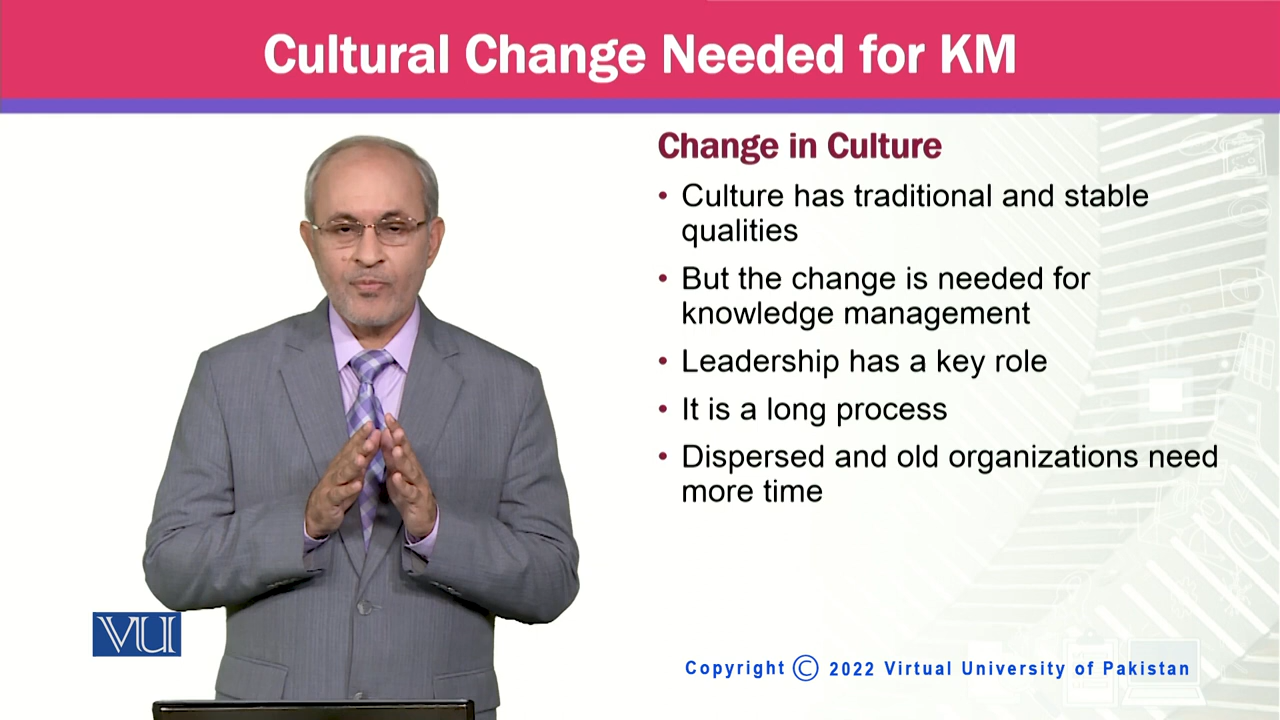 Cultural Change Needed for KM
Change in Culture
• Culture has traditional and stable
qualities
• But the change is needed for
knowledge management
• Leadership has a key role
• It is a long process
• Dispersed and old organizations need
more time
VU
Copyright © 2022 Virtual University of Pakistan